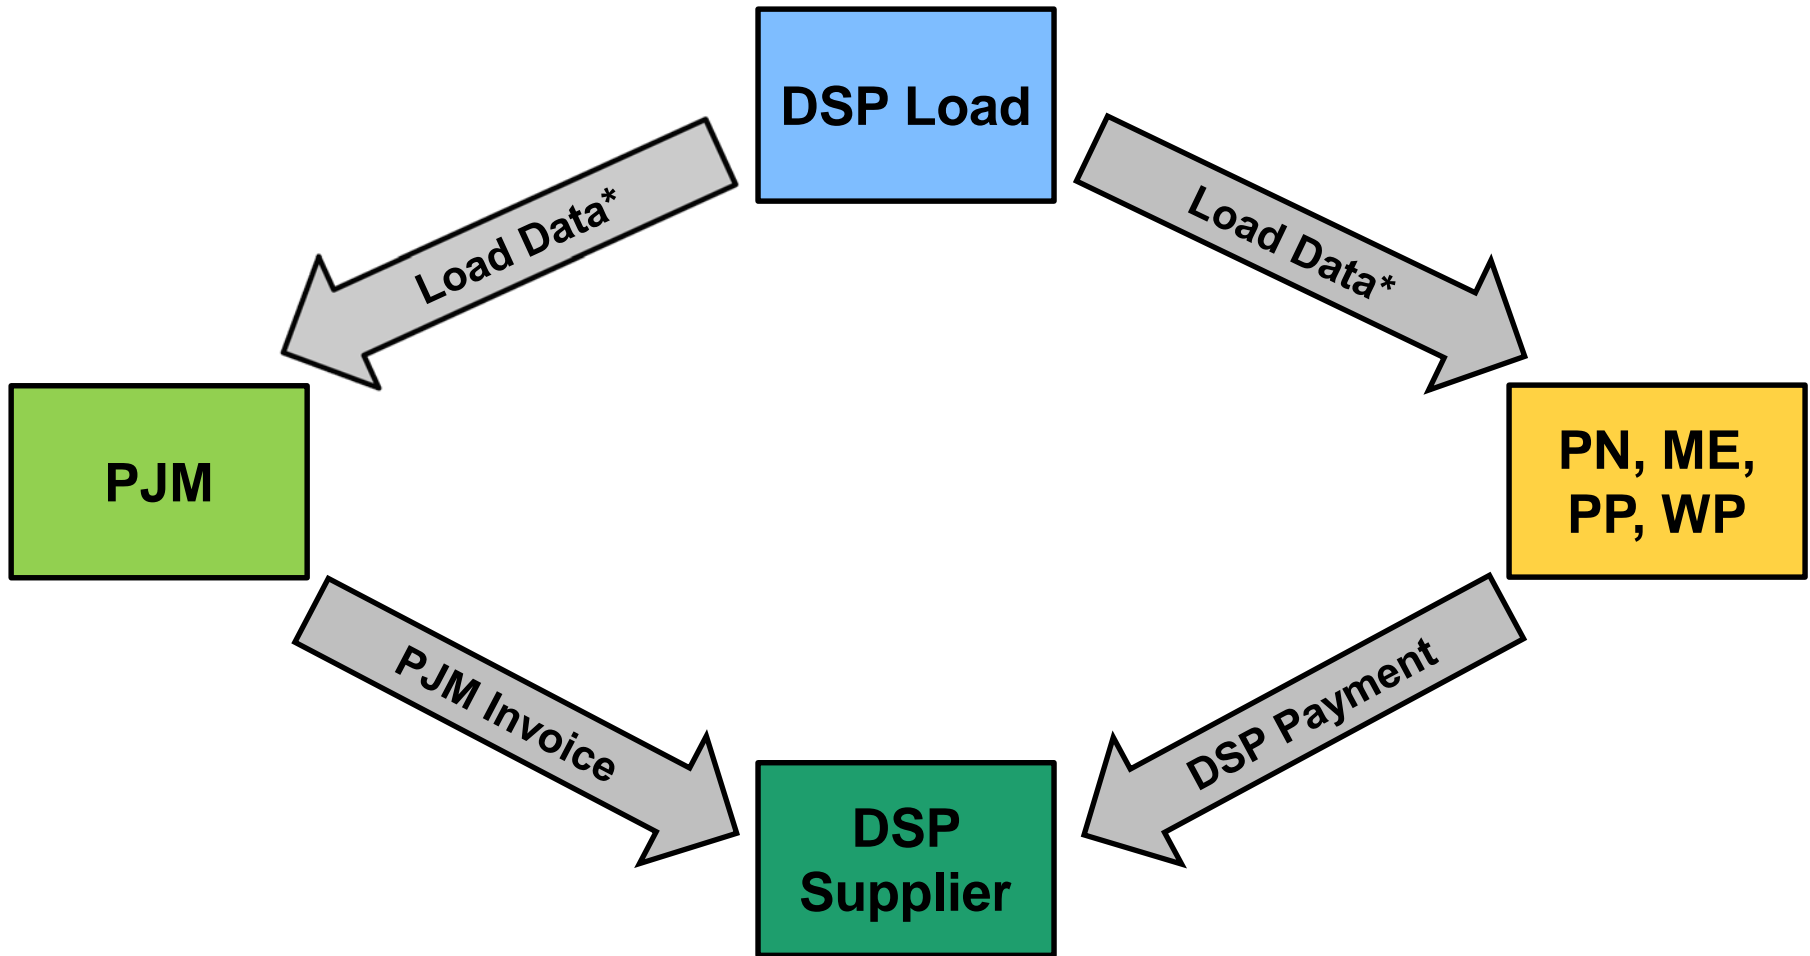 DSP Load
Load Data*
Load Data*
PJM
PN, ME,
PP, WP
PJM Invoice
DSP Payment
DSP
Supplier